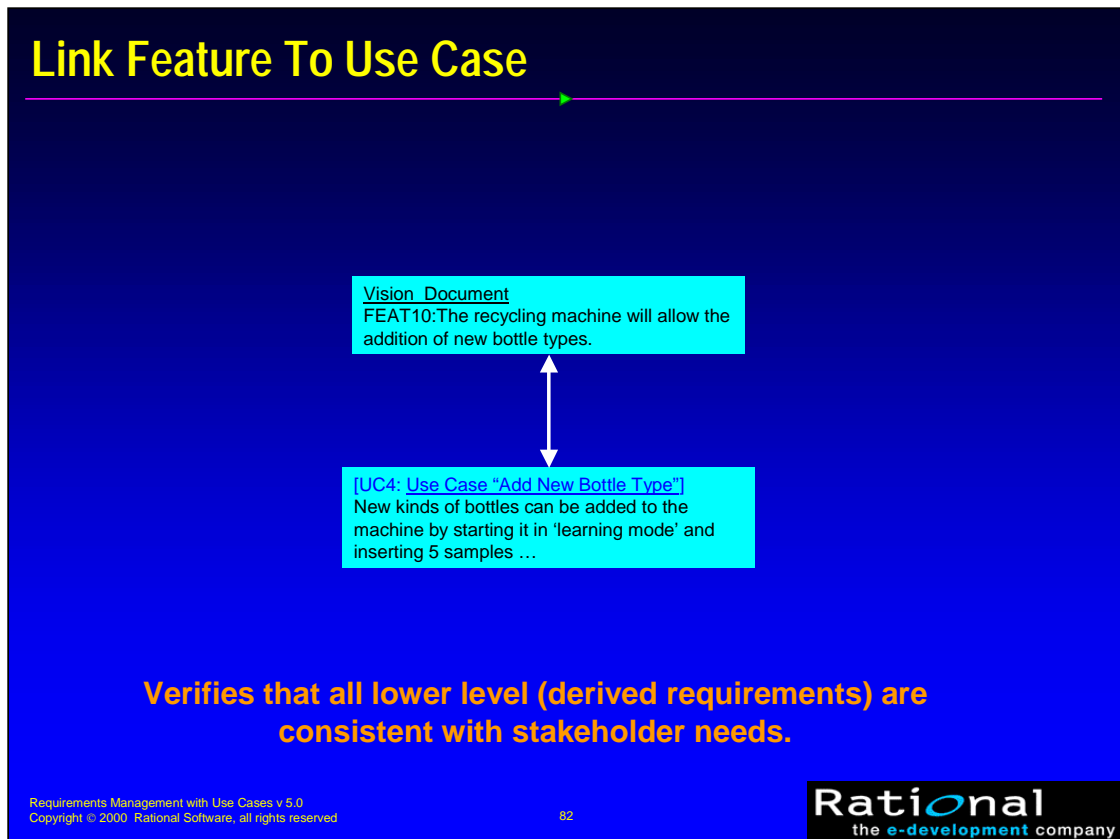 Link Feature To Use Case
Vision Document
FEAT10:The recycling machine will allow the
addition of new bottle types.
[UC4: Use Case “Add New Bottle Type”]
New kinds of bottles can be added to the
machine by starting it in ‘learning mode’ and
inserting 5 samples …
Verifies that all lower level (derived requirements) are
consistent with stakeholder needs.
Requirements Management with Use Cases v 5.0
Copyright © 2000 Rational Software, all rights reserved
82
Rational
the e-development company